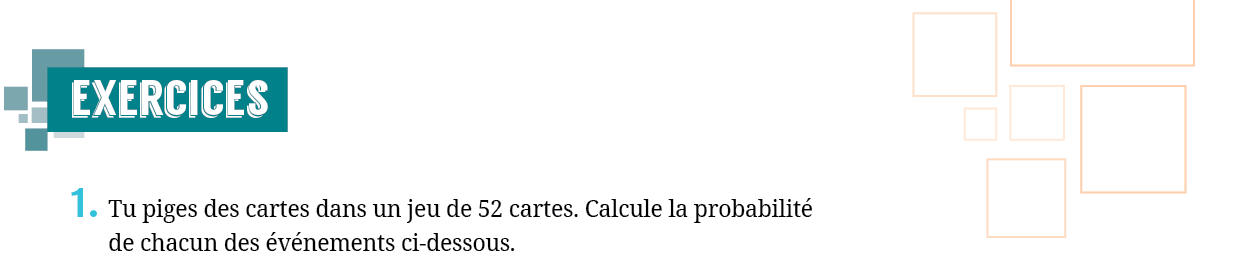 EXERCICES
1. Tu piges des cartes dans un jeu de 52 cartes. Calcule la probabilité
de chacun des événements ci-dessous.